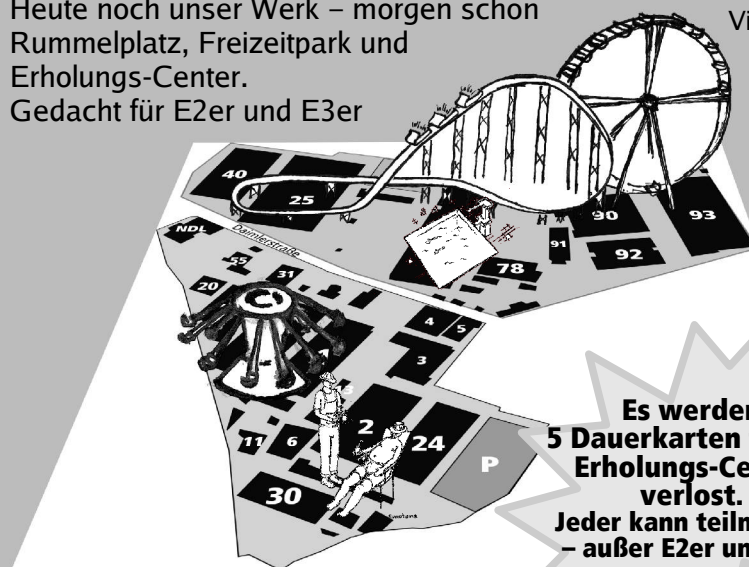 Heute noch unser Werk – morgen schon
Rummelplatz, Freizeitpark und
Erholungs-Center.
Gedacht für E2er und E3er
40
25
90
93
NDL
Daimlerstraße
91
92
78
55
31
20
4
5
3
2
24
P
11
6
30
Es werden
5 Dauerkarten
Erholungs-Ce
verlost.
Jeder kann teiln
– außer E2er un